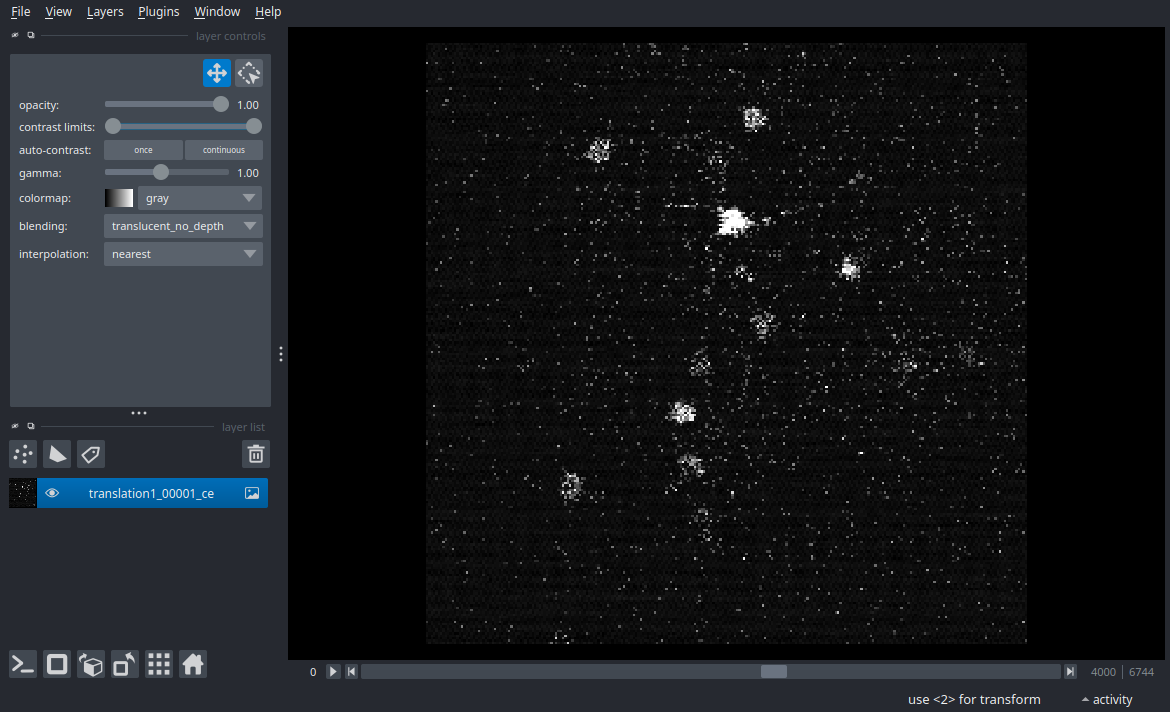 File View Layers Plugins Window Help
layer controls
opacity: 1.00
contrast limits:
auto-contrast: once continuous
gamma: 1.00
colormap: gray
blending: translucent_no_depth
interpolation: nearest
layer list
translation1_00001_ce
0 4000 6744
use <2> for transform activity